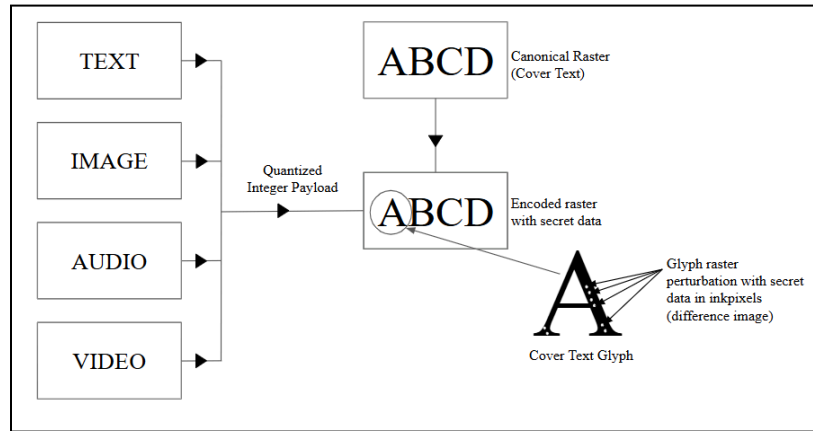 TEXT
IMAGE
AUDIO
VIDEO
Quantized
Integer Payload
ABCD
Canonical Raster
(Cover Text)
ABCD
Encoded raster
with secret data
A
Glyph raster
perturbation with secret
data in inkpixels
(difference image)
Cover Text Glyph